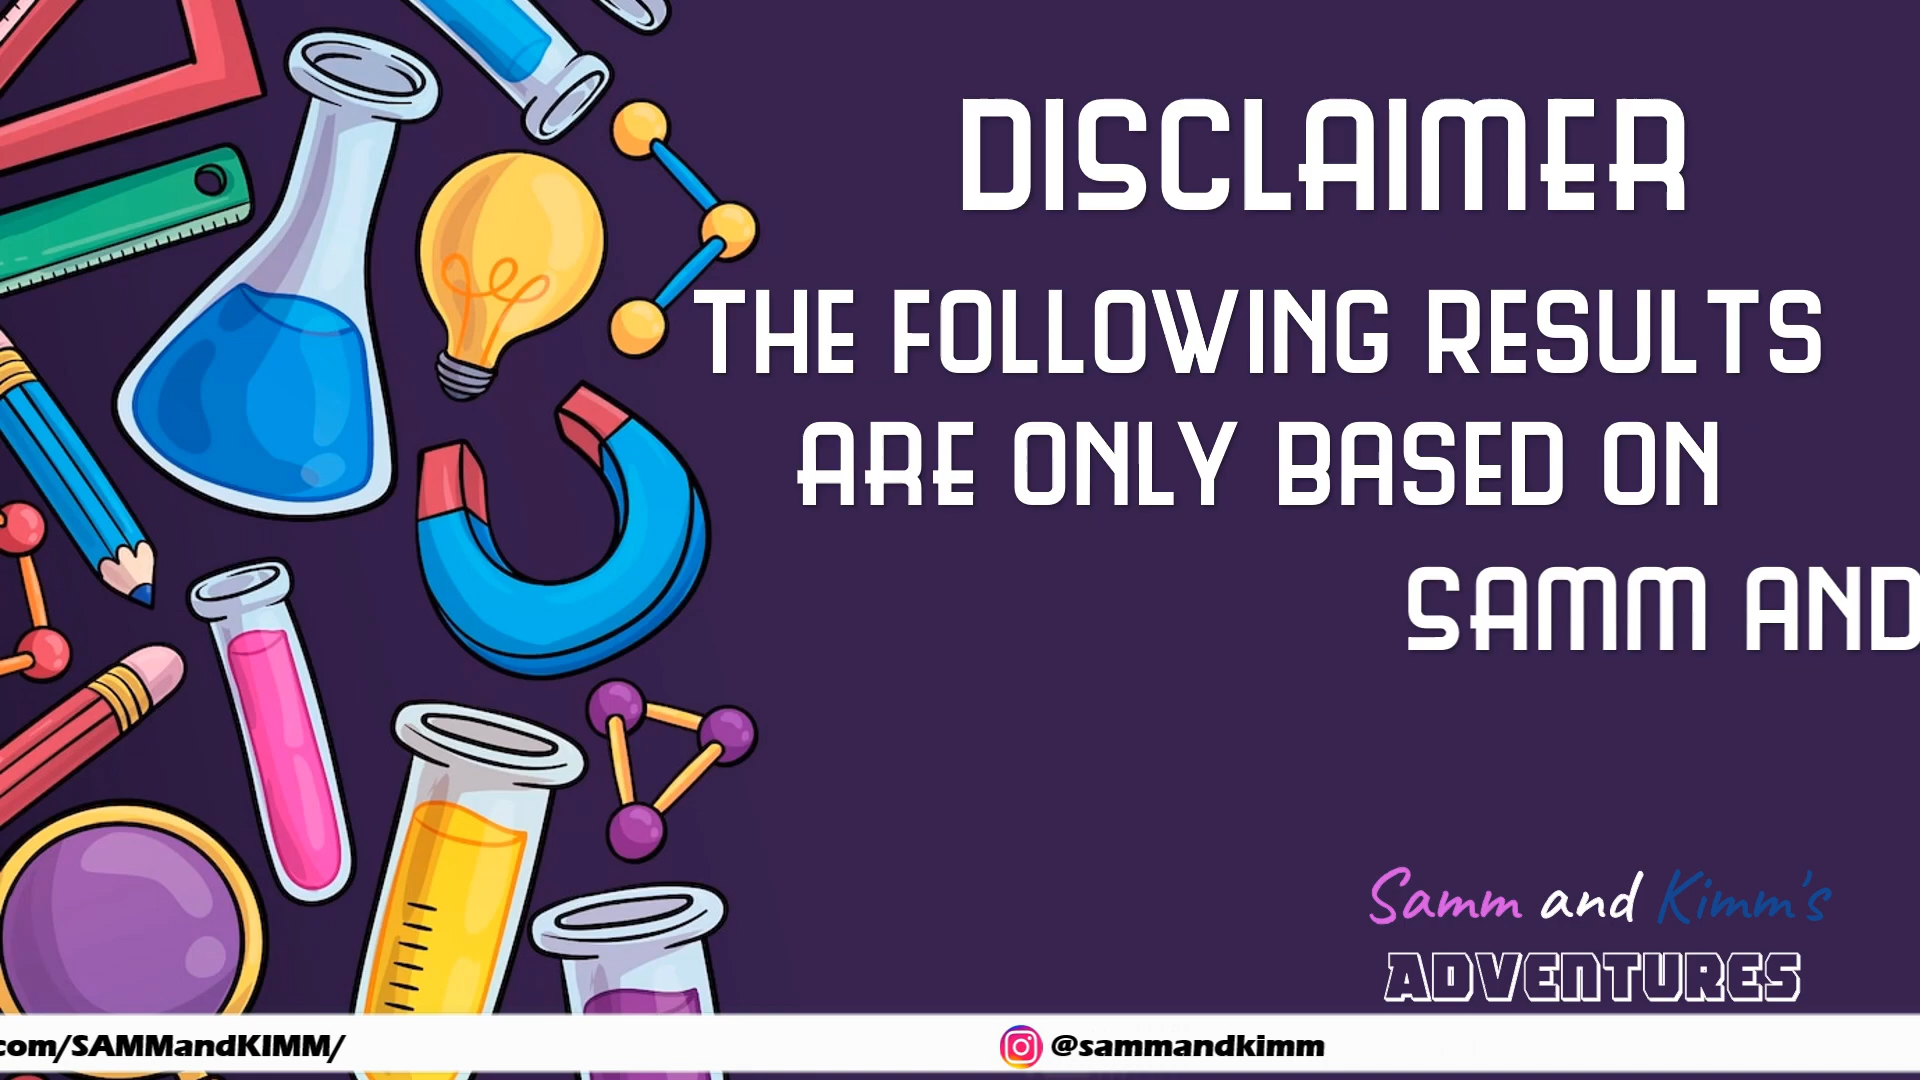 DISCLAIMER
THE FOLLOWING RESULTS
ARE ONLY BASED ON
SAMM AND
Samm and Kimm's
ADVENTURES
com/SAMMandKIMM/
@sammandkimm